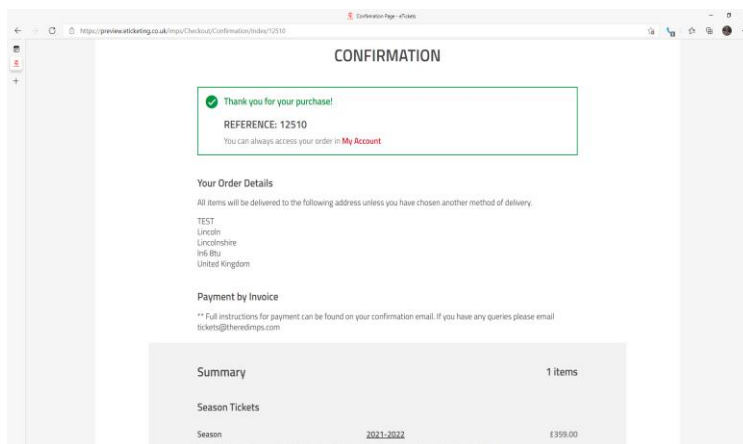 Confirmation Page - eTickets
https://preview.eticketing.co.uk/imps/Checkout/Confirmation/Index/12510
CONFIRMATION
Thank you for your purchase!
REFERENCE: 12510
You can always access your order in My Account
Your Order Details
All items will be delivered to the following address unless you have chosen another method of delivery.
TEST
Lincoln
Lincolnshire
ln6 8tu
United Kingdom
Payment by Invoice
** Full instructions for payment can be found on your confirmation email. If you have any queries please email
tickets@theredimps.com
Summary 1 items
Season Tickets
Season 2021-2022 £359.00